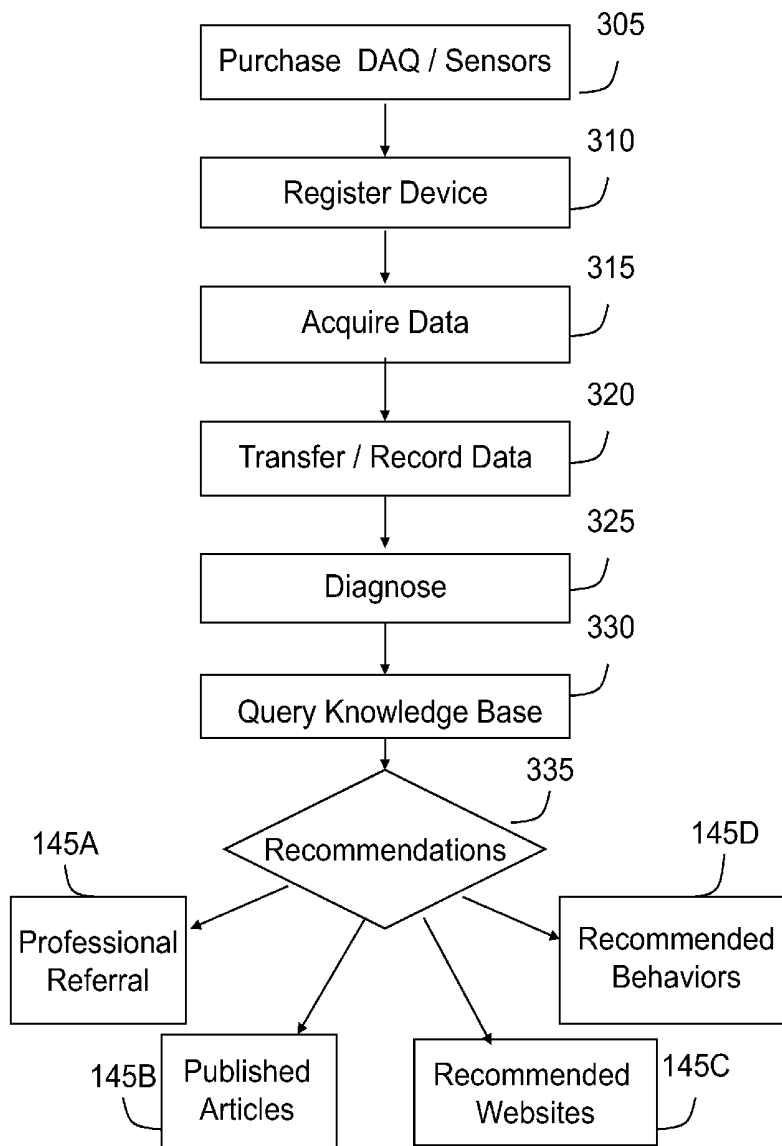 305
Purchase DAQ / Sensors
310
Register Device
315
Acquire Data
320
Transfer / Record Data
325
Diagnose
330
Query Knowledge Base
335
Recommendations
145A
Professional
Referral
145D
Recommended
Behaviors
145B
Published
Articles
145C
Recommended
Websites